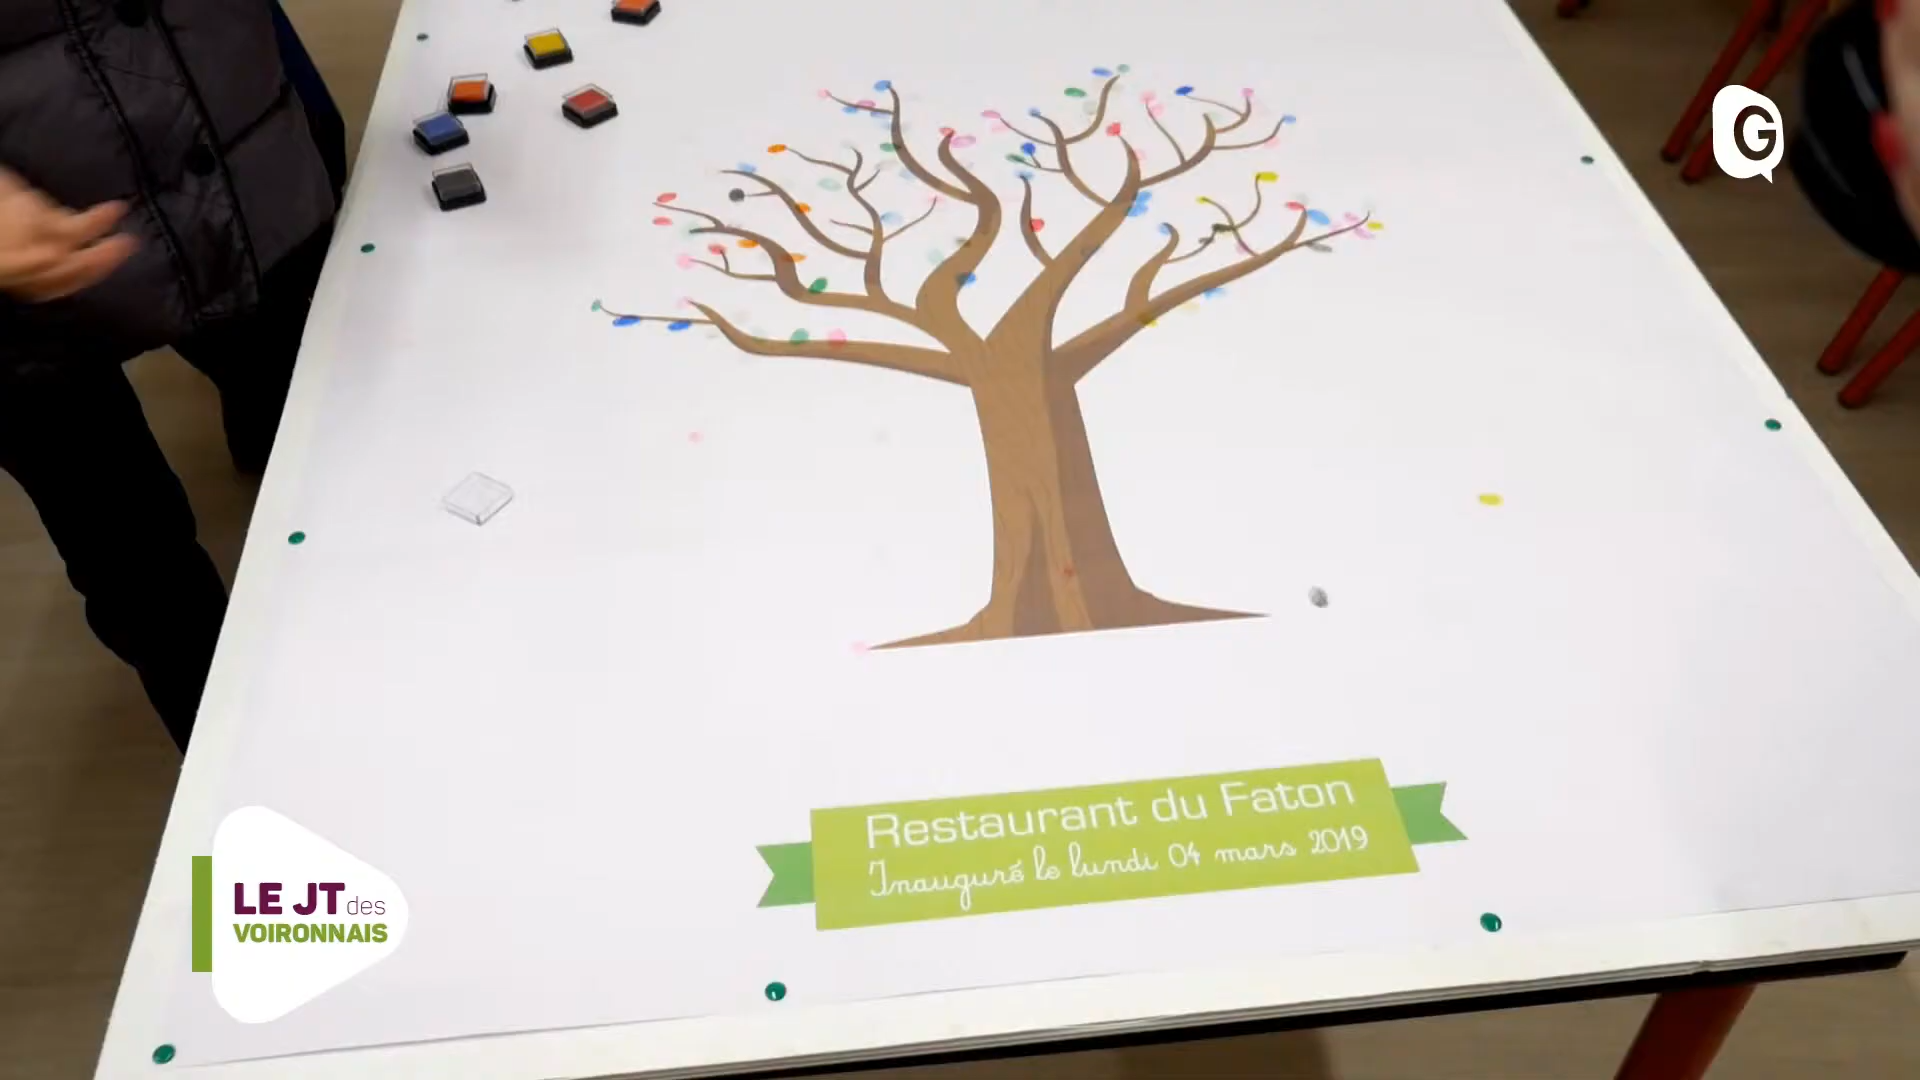 G
Restaurant du Faton
Inauguré le lundi 04 mars 2019
LE JT des
VOIRONNAIS